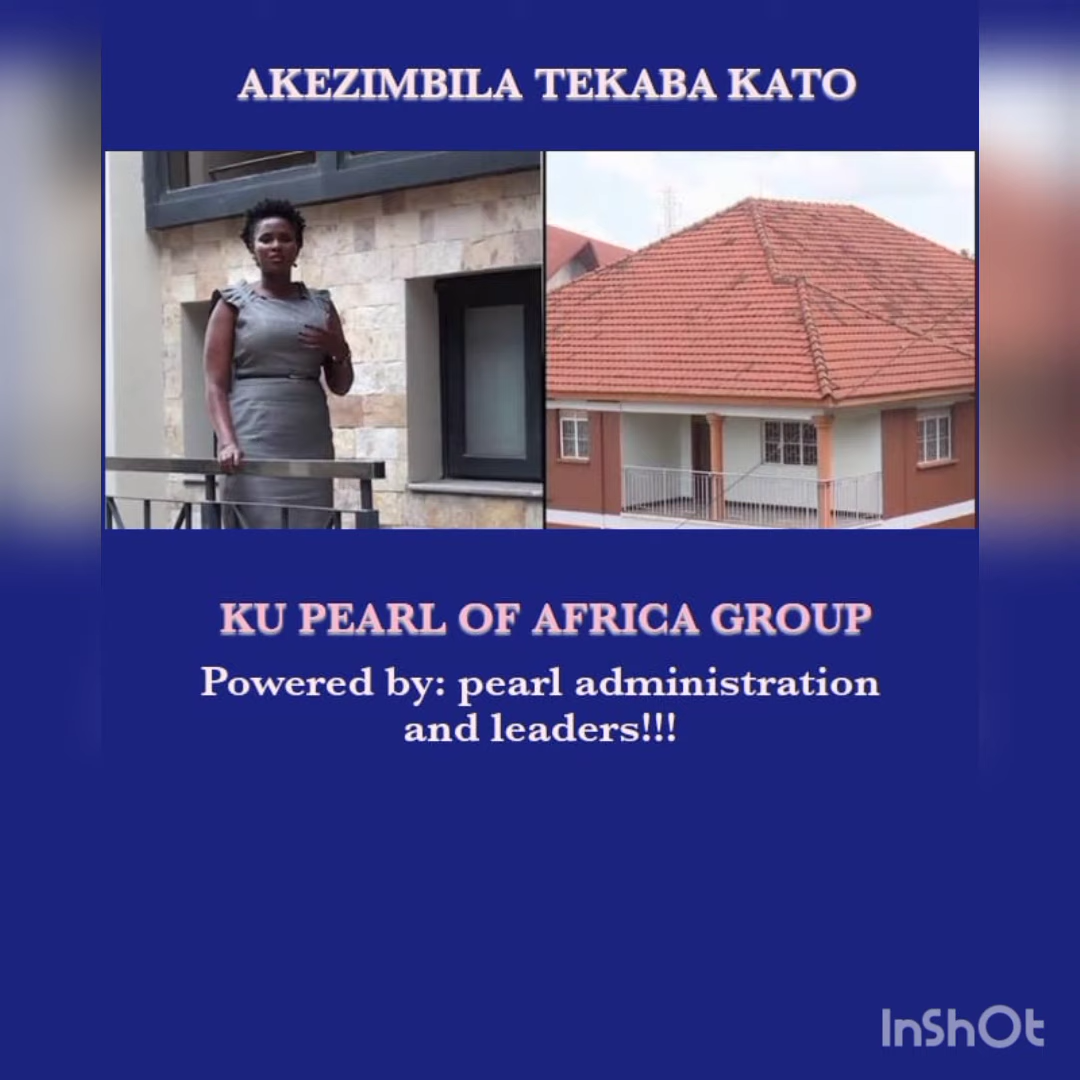 AKEZIMBILA TEKABA KATO
KU PEARL OF AFRICA GROUP
Powered by: pearl administration
and leaders!!!
InShOt